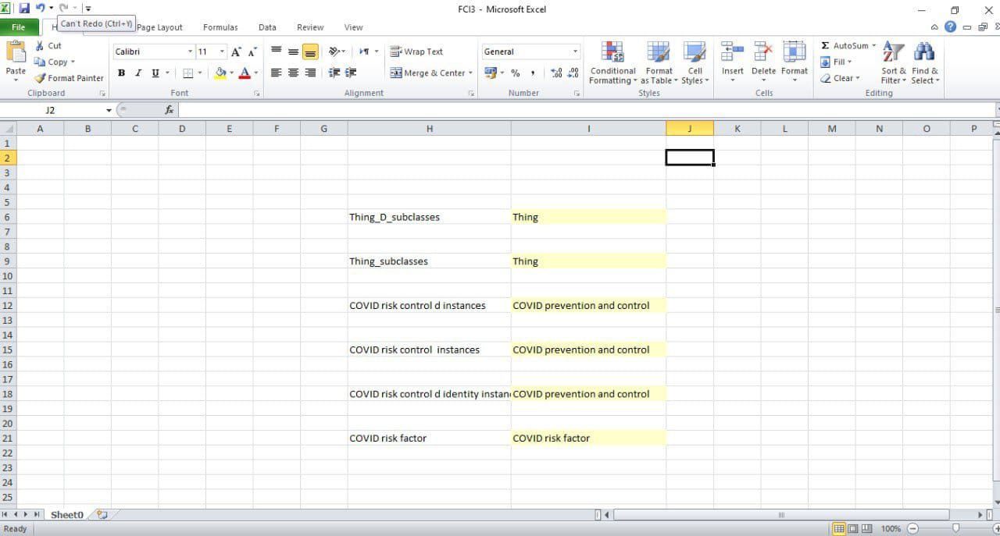 FCI3 - Microsoft Excel
Can't Redo (Ctrl+Y)
File H Page Layout Formulas Data Review View
Paste Cut Copy Format Painter Clipboard
Calibri 11 A A B I U A Font
Wrap Text Merge & Center Alignment
General % , Number
Conditional Formatting Format as Table Cell Styles Styles
Insert Delete Format Cells
Σ AutoSum Fill Clear Sort & Filter Find & Select Editing
J2 fx
A B C D E F G H I J K L M N O P
1
2
3
4
5
6 Thing_D_subclasses Thing
7
8
9 Thing_subclasses Thing
10
11
12 COVID risk control d instances COVID prevention and control
13
14
15 COVID risk control  instances COVID prevention and control
16
17
18 COVID risk control d identity instan COVID prevention and control
19
20
21 COVID risk factor COVID risk factor
22
23
24
25
Sheet0
Ready 100%